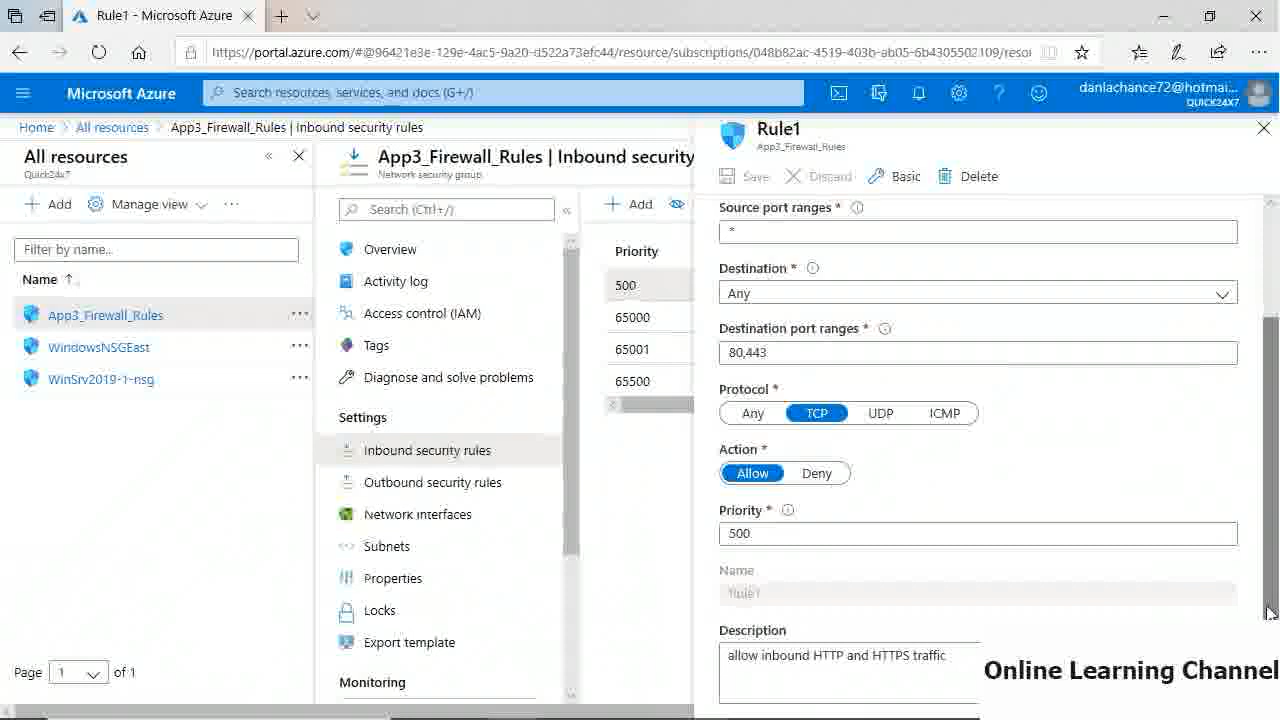 Rule1 - Microsoft Azure
https://portal.azure.com/#@96421e3e-129e-4ac5-9a20-d522a73efc44/resource/subscriptions/048b82ac-4519-403b-ab05-6b4305502109/resou
Microsoft Azure
Search resources, services, and docs (G+/)
danlachance72@hotmai...
QUICK24X7
Home > All resources > App3_Firewall_Rules | Inbound security rules
All resources
Quick24x7
Add
Manage view
Filter by name...
Name ↑
App3_Firewall_Rules
WindowsNSGEast
WinSrv2019-1-nsg
Page 1 of 1
App3_Firewall_Rules | Inbound security
Network security group
Search (Ctrl+/)
Overview
Activity log
Access control (IAM)
Tags
Diagnose and solve problems
Settings
Inbound security rules
Outbound security rules
Network interfaces
Subnets
Properties
Locks
Export template
Monitoring
Add
Priority
500
65000
65001
65500
Rule1
App3_Firewall_Rules
Save Discard Basic Delete
Source port ranges *
*
Destination *
Any
Destination port ranges *
80,443
Protocol *
Any TCP UDP ICMP
Action *
Allow Deny
Priority *
500
Name
Rule1
Description
allow inbound HTTP and HTTPS traffic
Online Learning Channel